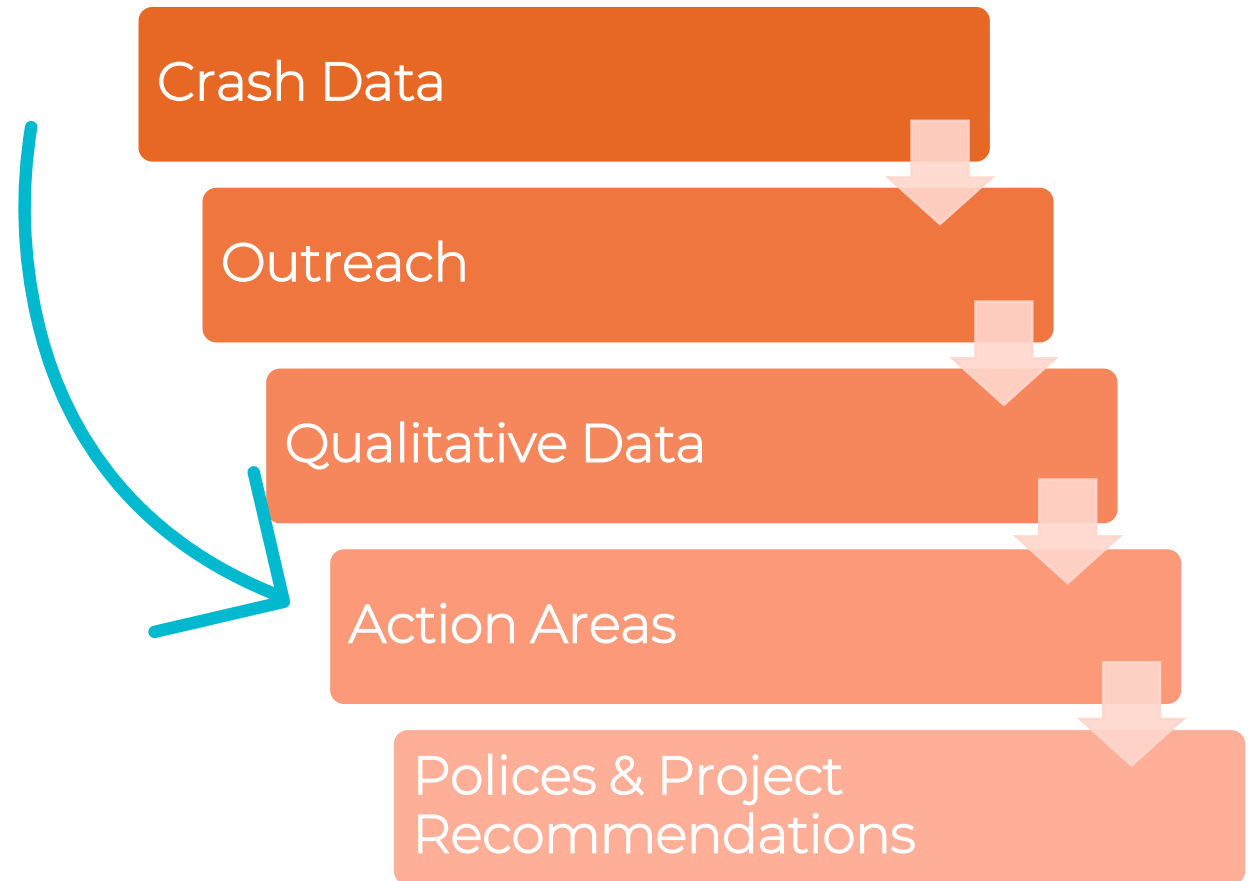 Crash Data
Outreach
Qualitative Data
Action Areas
Polices & Project
Recommendations